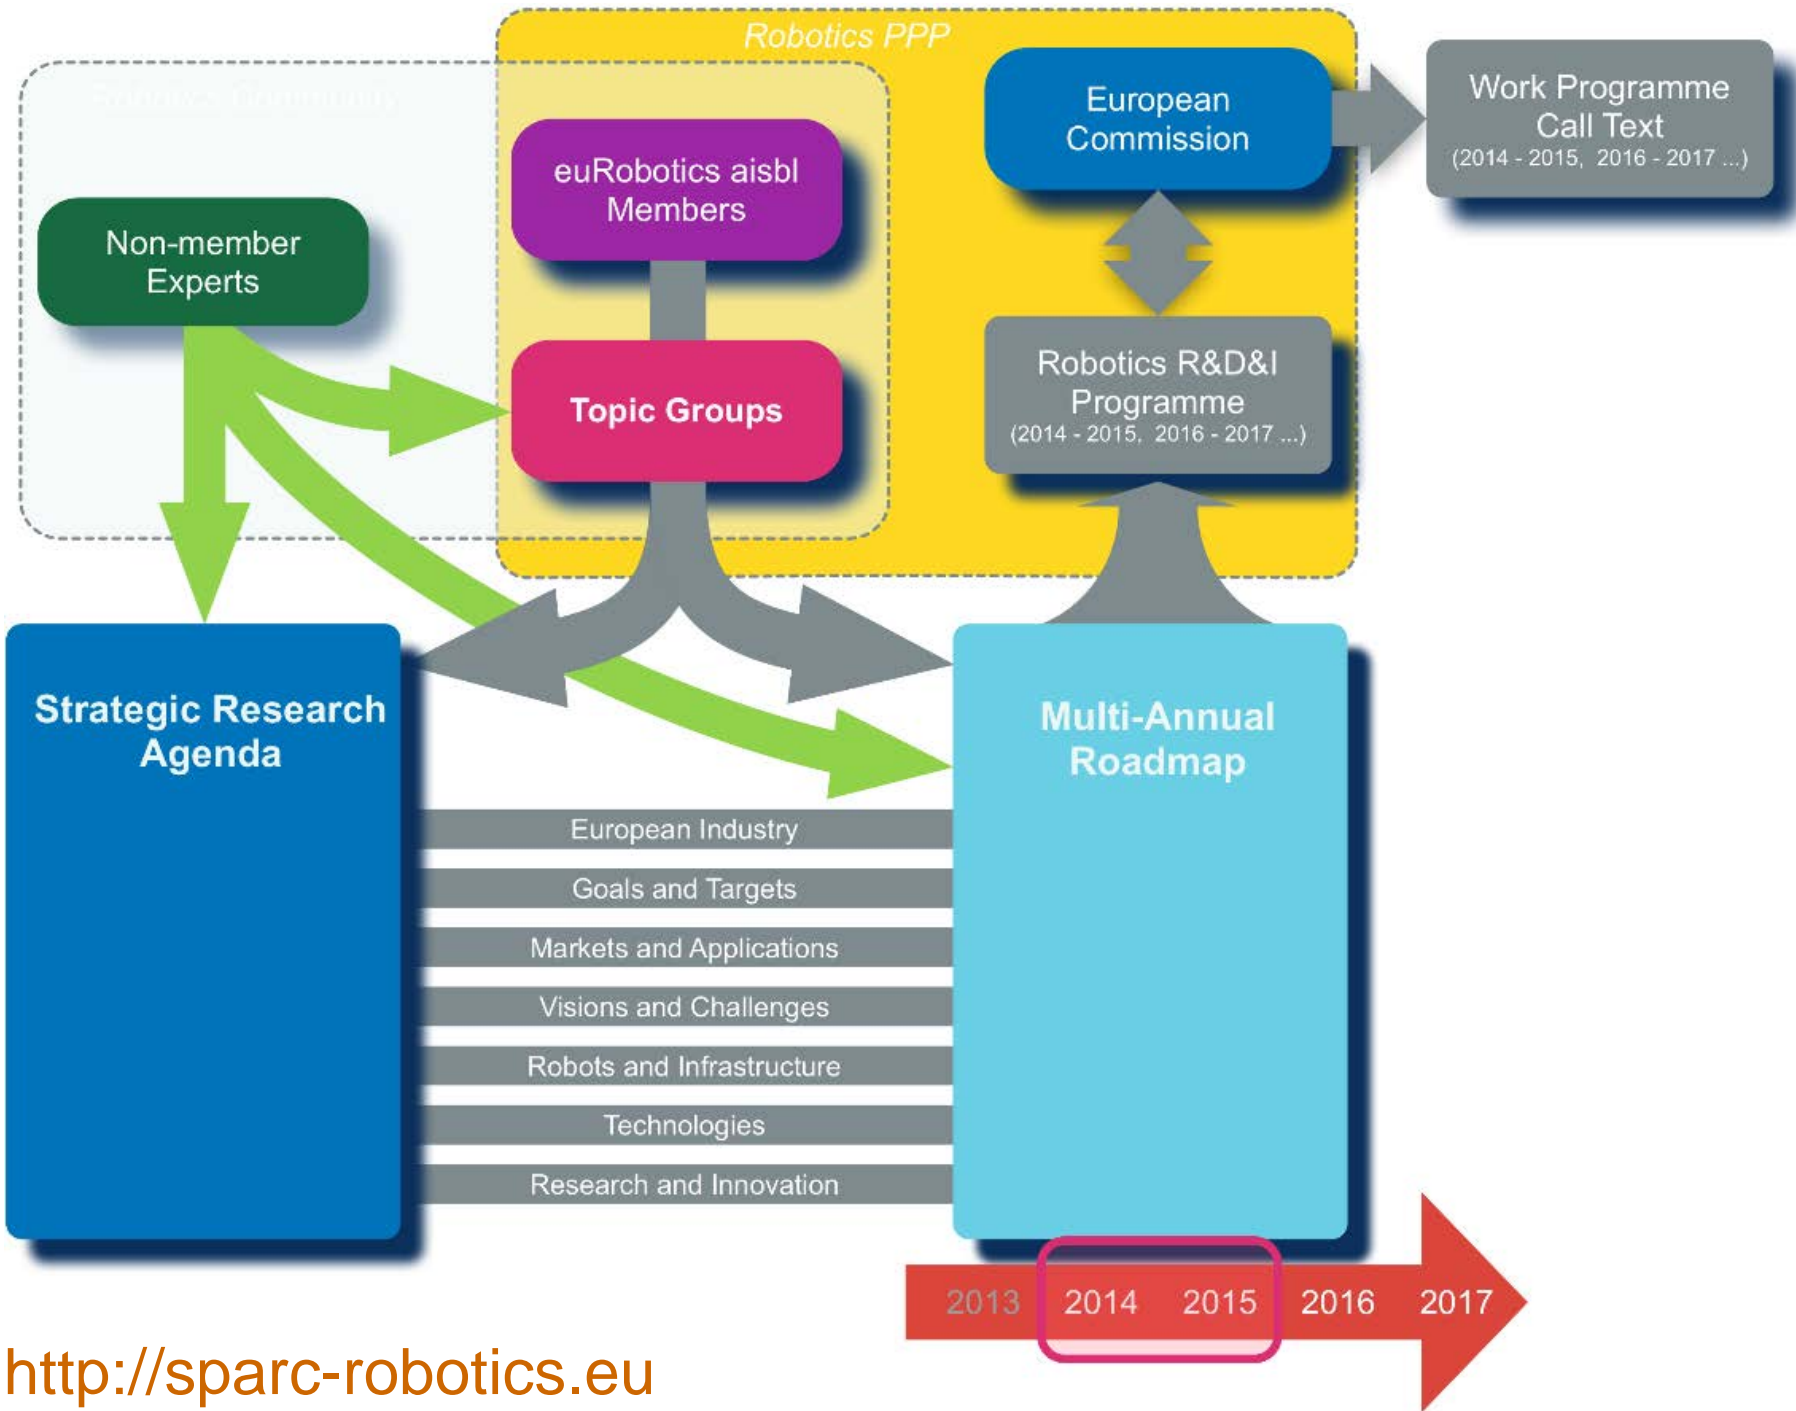 Robotics PPP
Robotics Community
European
Commission
Work Programme
Call Text
(2014 - 2015, 2016 - 2017 ...)
euRobotics aisbl
Members
Non-member
Experts
Topic Groups
Robotics R&D&I
Programme
(2014 - 2015, 2016 - 2017 ...)
Strategic Research
Agenda
Multi-Annual
Roadmap
European Industry
Goals and Targets
Markets and Applications
Visions and Challenges
Robots and Infrastructure
Technologies
Research and Innovation
2013 2014 2015 2016 2017
http://sparc-robotics.eu